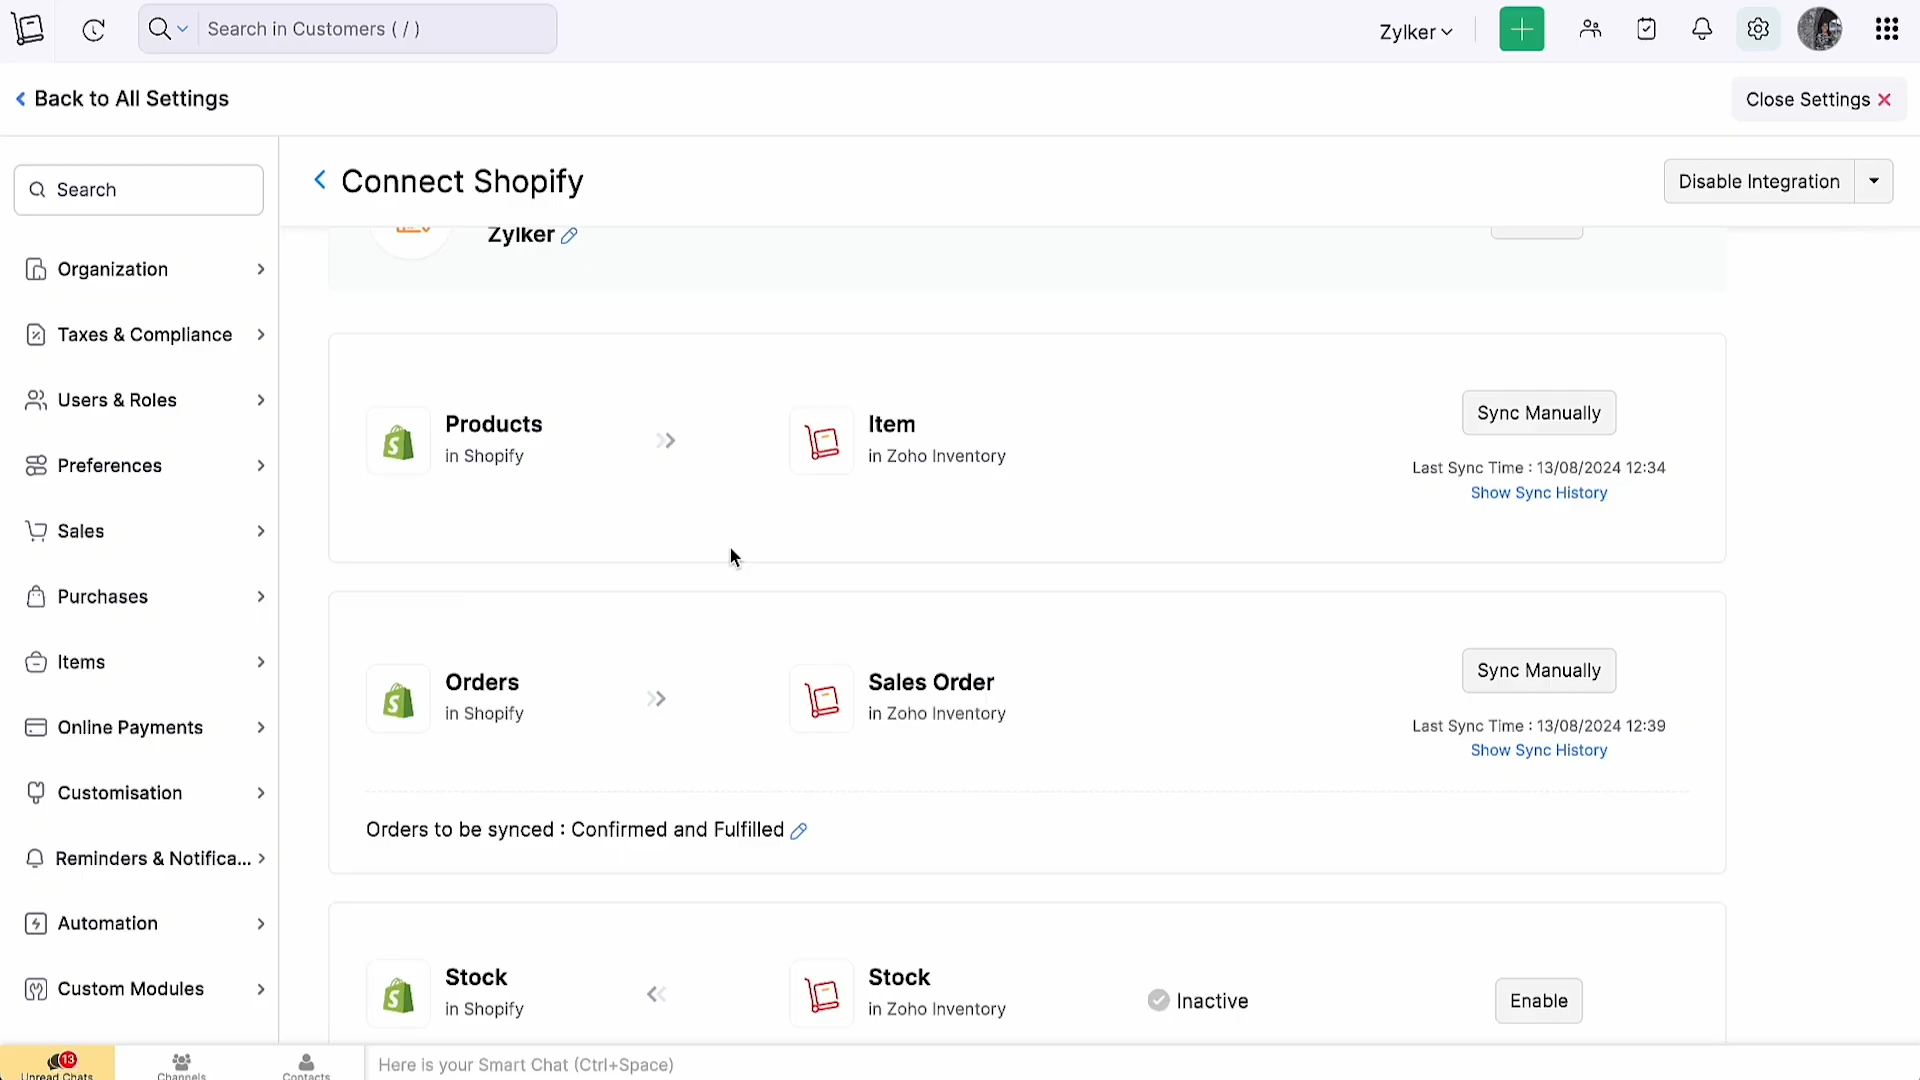 Search in Customers ( / )
Zylker
Back to All Settings
Close Settings
Search
Connect Shopify
Disable Integration
Zylker
Organization
Taxes & Compliance
Users & Roles
Preferences
Sales
Purchases
Items
Online Payments
Customisation
Reminders & Notifica...
Automation
Custom Modules
Products
in Shopify
Item
in Zoho Inventory
Sync Manually
Last Sync Time : 13/08/2024 12:34
Show Sync History
Orders
in Shopify
Sales Order
in Zoho Inventory
Sync Manually
Last Sync Time : 13/08/2024 12:39
Show Sync History
Orders to be synced : Confirmed and Fulfilled
Stock
in Shopify
Stock
in Zoho Inventory
Inactive
Enable
13
Unread Chats
Channels
Contacts
Here is your Smart Chat (Ctrl+Space)